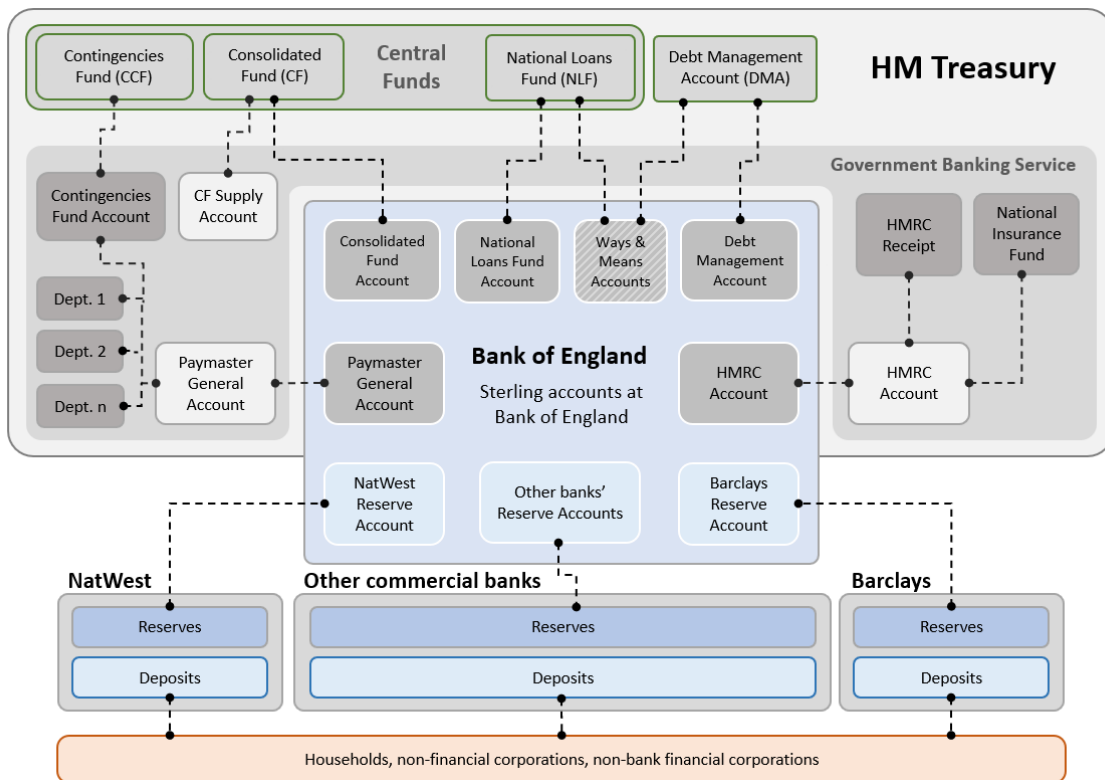 Contingencies
Fund (CCF)
Consolidated
Fund (CF)
Central
Funds
National Loans
Fund (NLF)
Debt Management
Account (DMA)
HM Treasury
Government Banking Service
Contingencies
Fund Account
CF Supply
Account
Consolidated
Fund
Account
National
Loans Fund
Account
Ways &
Means
Accounts
Debt
Management
Account
HMRC
Receipt
National
Insurance
Fund
Dept. 1
Dept. 2
Dept. n
Paymaster
General
Account
Paymaster
General
Account
Bank of England
Sterling accounts at
Bank of England
HMRC
Account
HMRC
Account
NatWest
Reserve
Account
Other banks’
Reserve Accounts
Barclays
Reserve
Account
NatWest
Other commercial banks
Barclays
Reserves
Reserves
Reserves
Deposits
Deposits
Deposits
Households, non-financial corporations, non-bank financial corporations